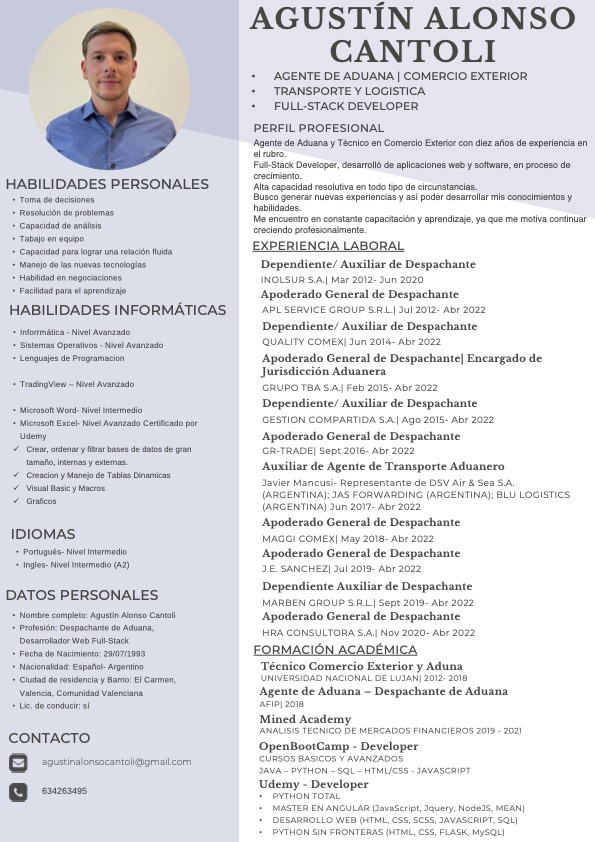 AGUSTÍN ALONSO
CANTOLI
• AGENTE DE ADUANA | COMERCIO EXTERIOR
• TRANSPORTE Y LOGISTICA
• FULL-STACK DEVELOPER
PERFIL PROFESIONAL
Agente de Aduana y Técnico en Comercio Exterior con diez años de experiencia en
el rubro.
Full-Stack Developer, desarrolló de aplicaciones web y software, en proceso de
crecimiento.
Alta capacidad resolutiva en todo tipo de circunstancias.
Busco generar nuevas experiencias y así poder desarrollar mis conocimientos y
habilidades.
Me encuentro en constante capacitación y aprendizaje, ya que me motiva continuar
creciendo profesionalmente.
EXPERIENCIA LABORAL
Dependiente/ Auxiliar de Despachante
INOLSUR S.A.| Mar 2012- Jun 2020
Apoderado General de Despachante
APL SERVICE GROUP S.R.L.| Jul 2012- Abr 2022
Dependiente/ Auxiliar de Despachante
QUALITY COMEX| Jun 2014- Abr 2022
Apoderado General de Despachante| Encargado de
Jurisdicción Aduanera
GRUPO TBA S.A.| Feb 2015- Abr 2022
Dependiente/ Auxiliar de Despachante
GESTION COMPARTIDA S.A.| Ago 2015- Abr 2022
Apoderado General de Despachante
GR-TRADE| Sept 2016- Abr 2022
Auxiliar de Agente de Transporte Aduanero
Javier Mancusi- Representante de DSV Air & Sea S.A.
(ARGENTINA); JAS FORWARDING (ARGENTINA); BLU LOGISTICS
(ARGENTINA) Jun 2017- Abr 2022
Apoderado General de Despachante
MAGGI COMEX| May 2018- Abr 2022
Apoderado General de Despachante
J.E. SANCHEZ| Jul 2019- Abr 2022
Dependiente Auxiliar de Despachante
MARBEN GROUP S.R.L.| Sept 2019- Abr 2022
Apoderado General de Despachante
HRA CONSULTORA S.A.| Nov 2020- Abr 2022
FORMACIÓN ACADÉMICA
Técnico Comercio Exterior y Aduna
UNIVERSIDAD NACIONAL DE LUJAN| 2012- 2018
Agente de Aduana – Despachante de Aduana
AFIP| 2018
Mined Academy
ANALISIS TECNICO DE MERCADOS FINANCIEROS 2019 - 2021
OpenBootCamp - Developer
CURSOS BASICOS Y AVANZADOS
JAVA – PYTHON – SQL – HTML/CSS - JAVASCRIPT
Udemy - Developer
• PYTHON TOTAL
• MASTER EN ANGULAR (JavaScript, Jquery, NodeJS, MEAN)
• DESARROLLO WEB (HTML, CSS, SCSS, JAVASCRIPT, SQL)
• PYTHON SIN FRONTERAS (HTML, CSS, FLASK, MySQL)
HABILIDADES PERSONALES
• Toma de decisiones
• Resolución de problemas
• Capacidad de análisis
• Tabajo en equipo
• Capacidad para lograr una relación fluida
• Manejo de las nuevas tecnologías
• Habilidad en negociaciones
• Facilidad para el aprendizaje
HABILIDADES INFORMÁTICAS
• Inforrmática - Nivel Avanzado
• Sistemas Operativos - Nivel Avanzado
• Lenguajes de Programacion
• TradingView – Nivel Avanzado
• Microsoft Word- Nivel Intermedio
• Microsoft Excel- Nivel Avanzado Certificado por
Udemy
✓ Crear, ordenar y filtrar bases de datos de gran
tamaño, internas y externas.
✓ Creacion y Manejo de Tablas Dinamicas
✓ Visual Basic y Macros
✓ Graficos
IDIOMAS
• Portugués- Nivel Intermedio
• Ingles- Nivel Intermedio (A2)
DATOS PERSONALES
• Nombre completo: Agustín Alonso Cantoli
• Profesión: Despachante de Aduana,
Desarrollador Web Full-Stack
• Fecha de Nacimiento: 29/07/1993
• Nacionalidad: Español- Argentino
• Ciudad de residencia y Barrio: El Carmen,
Valencia, Comunidad Valenciana
• Lic. de conducir: sí
CONTACTO
agustinalonsocantoli@gmail.com
634263495